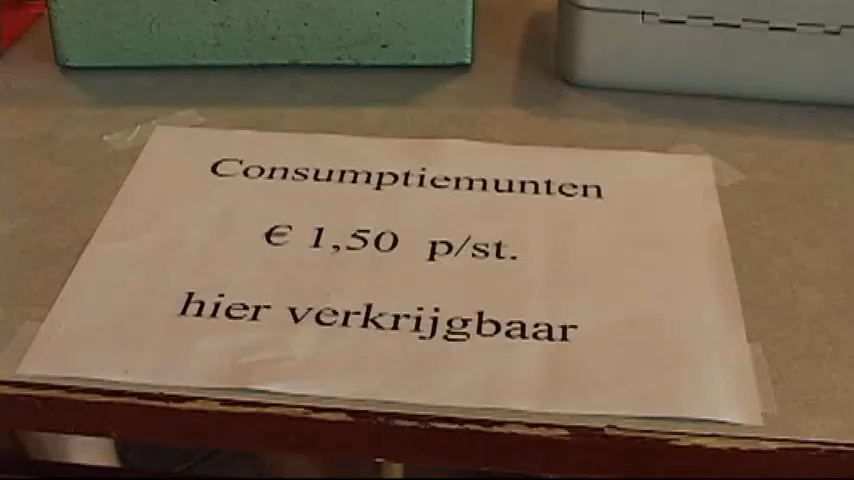 Consumptiemunten
€ 1,50 p/st.
hier verkrijgbaar